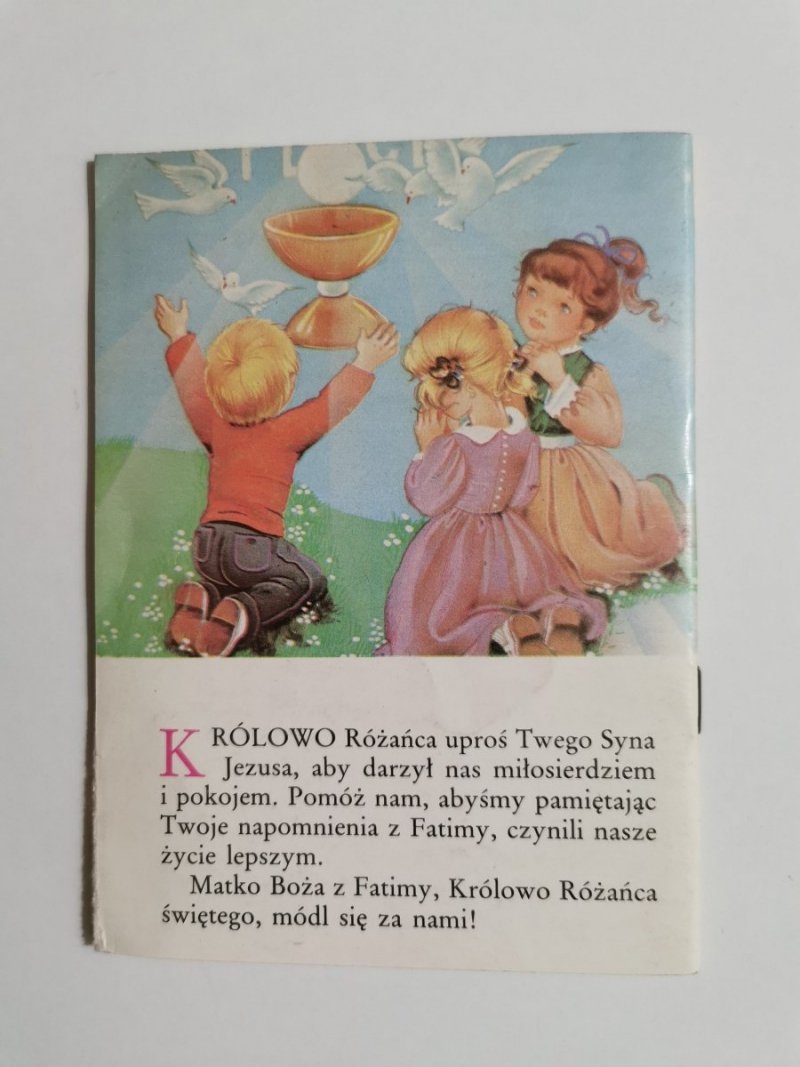 KRÓLOWO Różańca uproś Twego Syna
Jezusa, aby darzył nas miłosierdziem
i pokojem. Pomóż nam, abyśmy pamiętając
Twoje napomnienia z Fatimy, czynili nasze
życie lepszym.
Matko Boża z Fatimy, Królowo Różańca
świętego, módl się za nami!